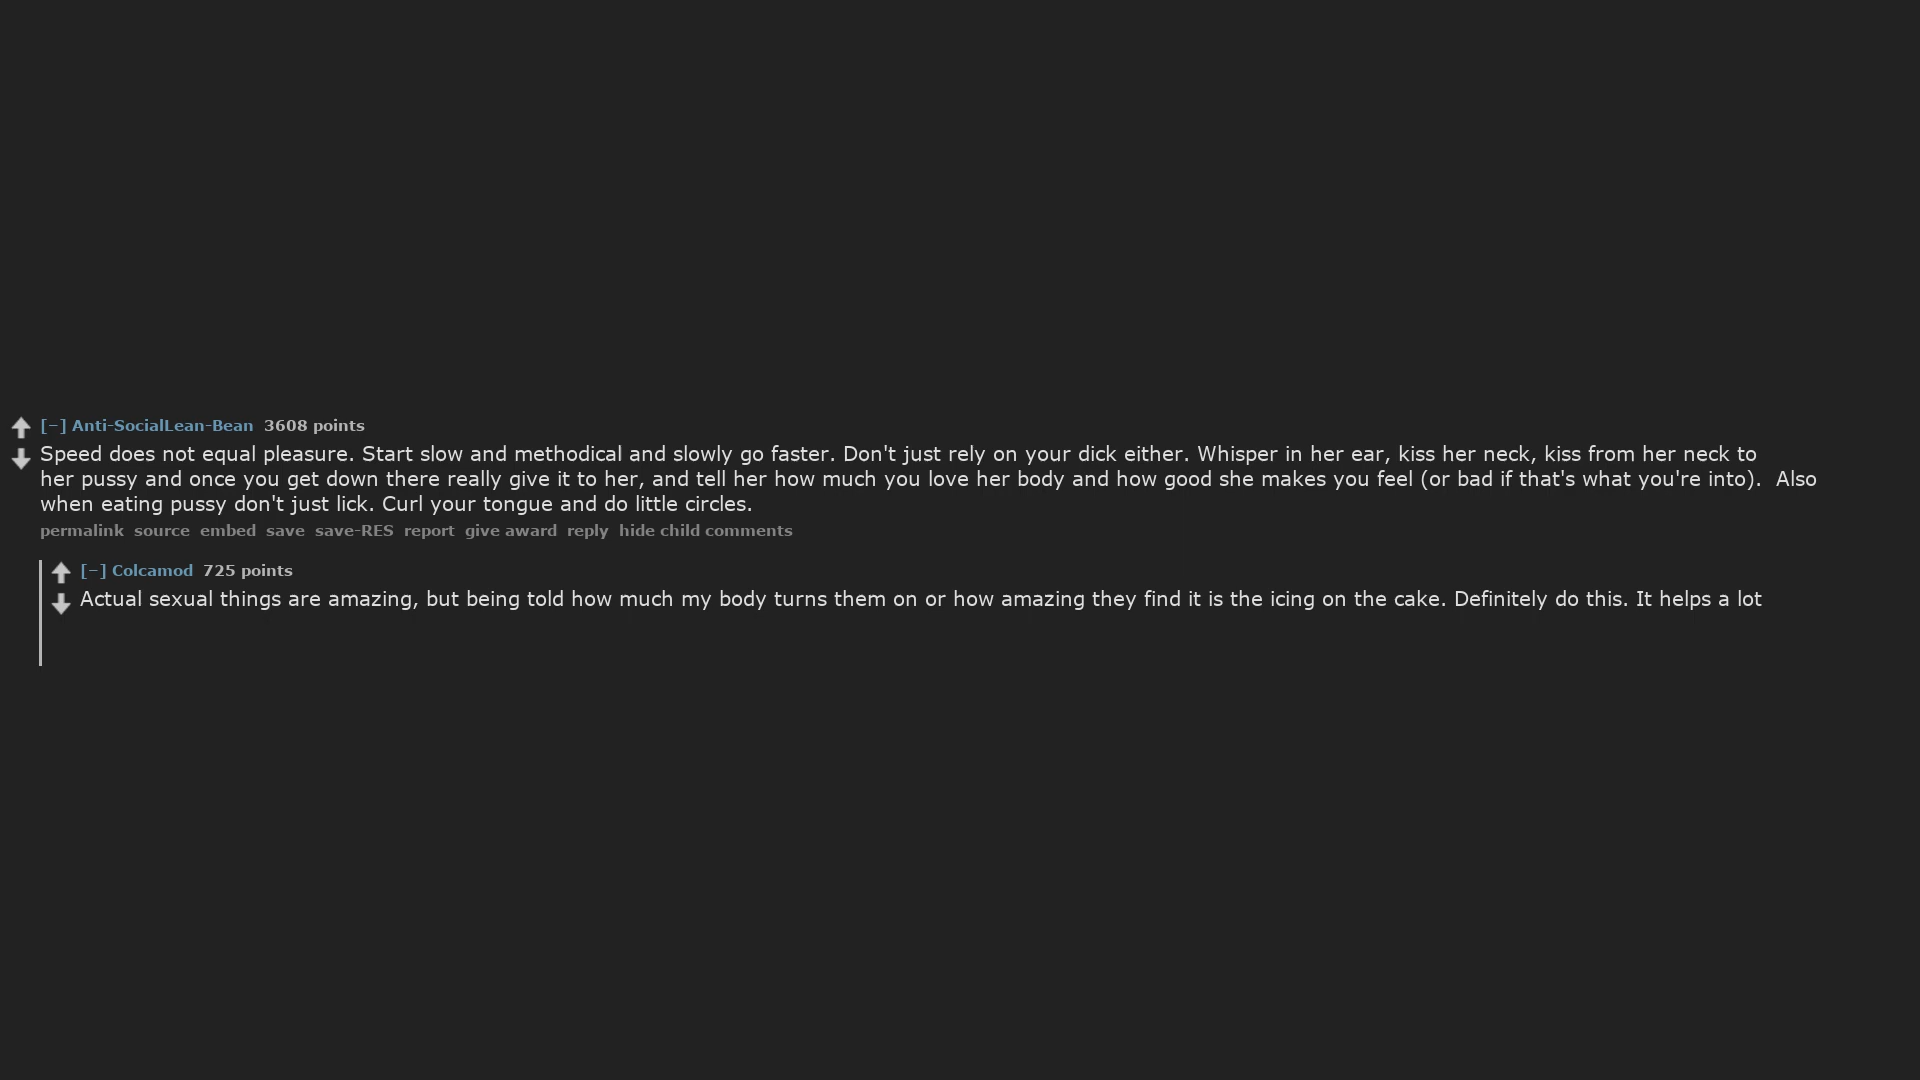 [−] Anti-SocialLean-Bean 3608 points
Speed does not equal pleasure. Start slow and methodical and slowly go faster. Don't just rely on your dick either. Whisper in her ear, kiss her neck, kiss from her neck to
her pussy and once you get down there really give it to her, and tell her how much you love her body and how good she makes you feel (or bad if that's what you're into).  Also
when eating pussy don't just lick. Curl your tongue and do little circles.
permalink source embed save save-RES report give award reply hide child comments
[−] Colcamod 725 points
Actual sexual things are amazing, but being told how much my body turns them on or how amazing they find it is the icing on the cake. Definitely do this. It helps a lot